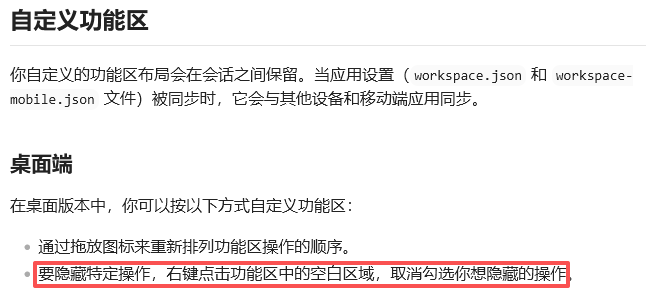 自定义功能区
你自定义的功能区布局会在会话之间保留。当应用设置（workspace.json 和 workspace-
mobile.json 文件）被同步时，它会与其他设备和移动端应用同步。
桌面端
在桌面版本中，你可以按以下方式自定义功能区：
通过拖放图标来重新排列功能区操作的顺序。
要隐藏特定操作，右键点击功能区中的空白区域，取消勾选你想隐藏的操作。